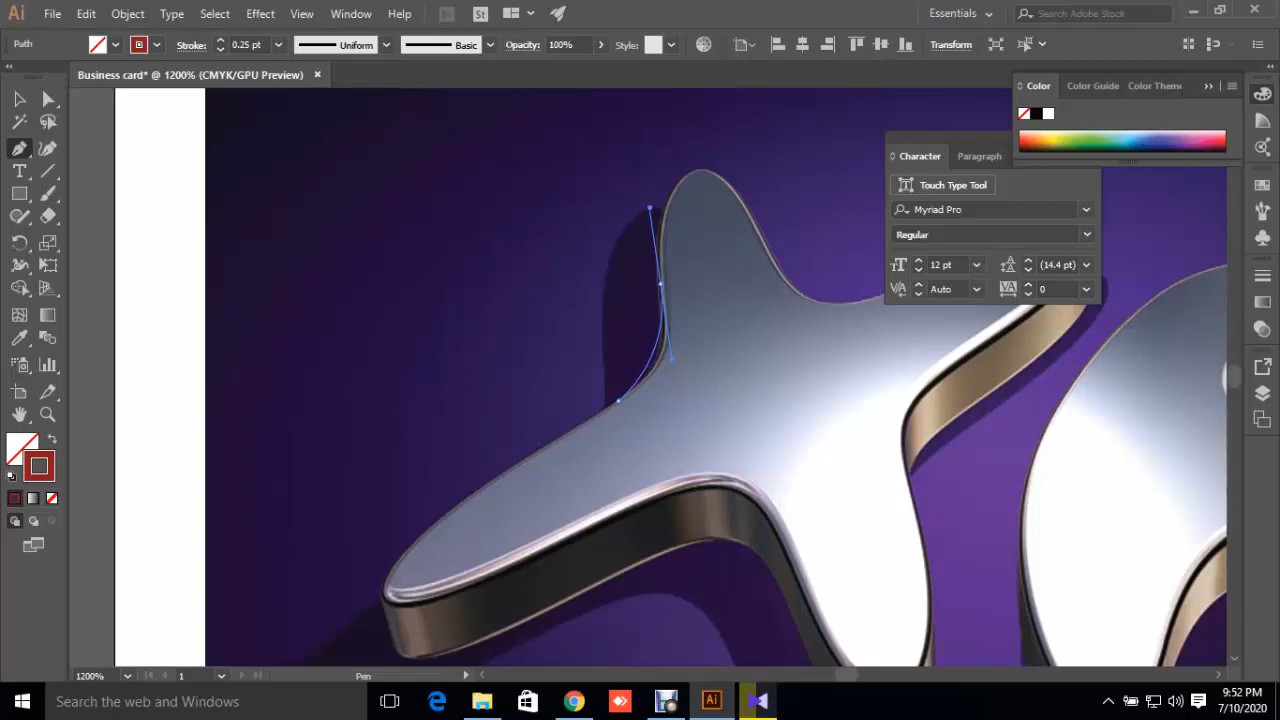 Ai File Edit Object Type Select Effect View Window Help Br St Essentials Search Adobe Stock
Path Stroke: 0.25 pt Uniform Basic Opacity: 100% Style: Transform
Business card* @ 1200% (CMYK/GPU Preview)
Color Color Guide Color Theme
Character Paragraph
Touch Type Tool
Myriad Pro
Regular
12 pt (14.4 pt)
Auto 0
1200% 1 Pen
Search the web and Windows
9:52 PM
7/10/2020